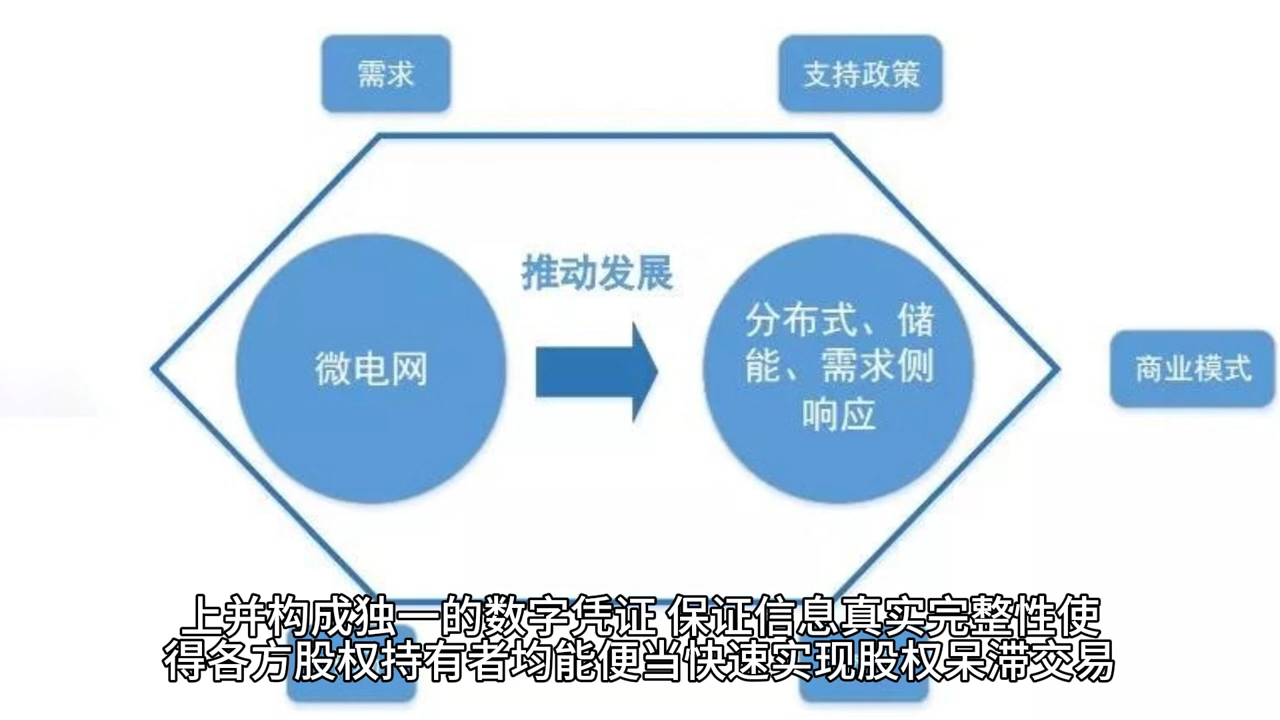 需求
支持政策
推动发展
微电网
分布式、储
能、需求侧
响应
商业模式
上并构成独一的数字凭证 保证信息真实完整性使
得各方股权持有者均能便当快速实现股权呆滞交易